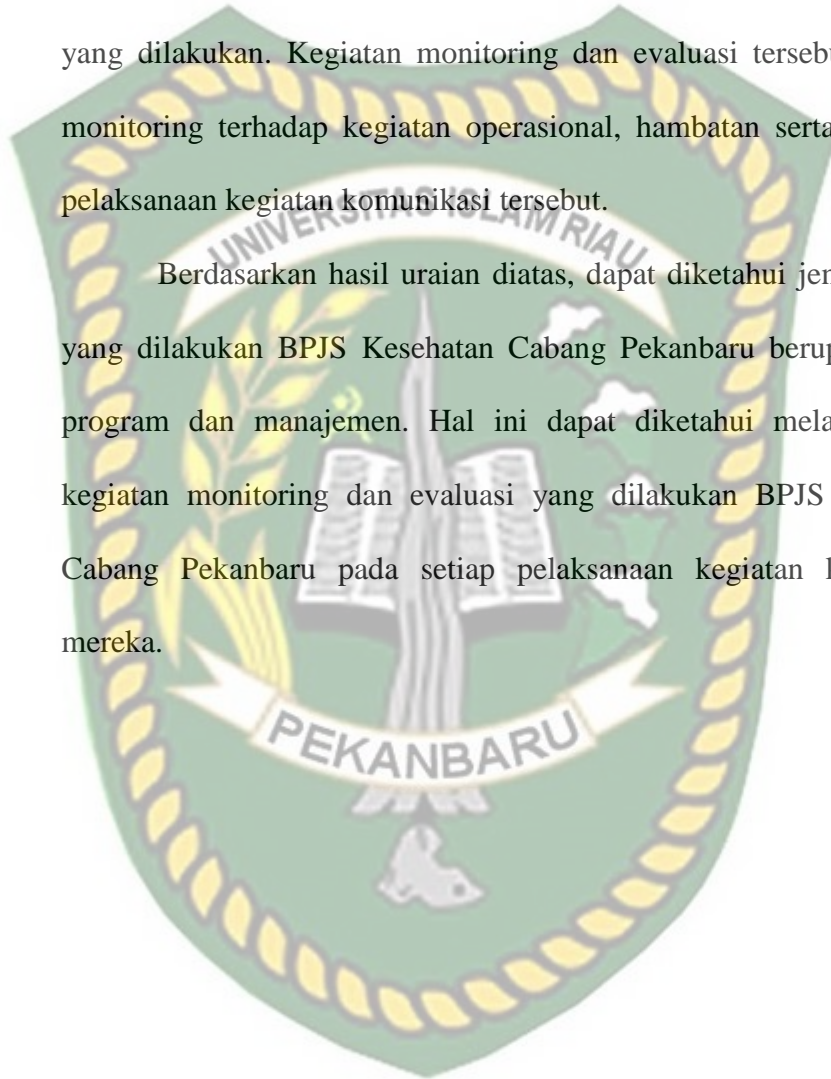 yang dilakukan. Kegiatan monitoring dan evaluasi tersebu
monitoring terhadap kegiatan operasional, hambatan serta
pelaksanaan kegiatan komunikasi tersebut.
UNIVERSITAS ISLAM RIAU
Berdasarkan hasil uraian diatas, dapat diketahui jen
yang dilakukan BPJS Kesehatan Cabang Pekanbaru beru
program dan manajemen. Hal ini dapat diketahui mela
kegiatan monitoring dan evaluasi yang dilakukan BPJS
Cabang Pekanbaru pada setiap pelaksanaan kegiatan
mereka.
PEKANBARU